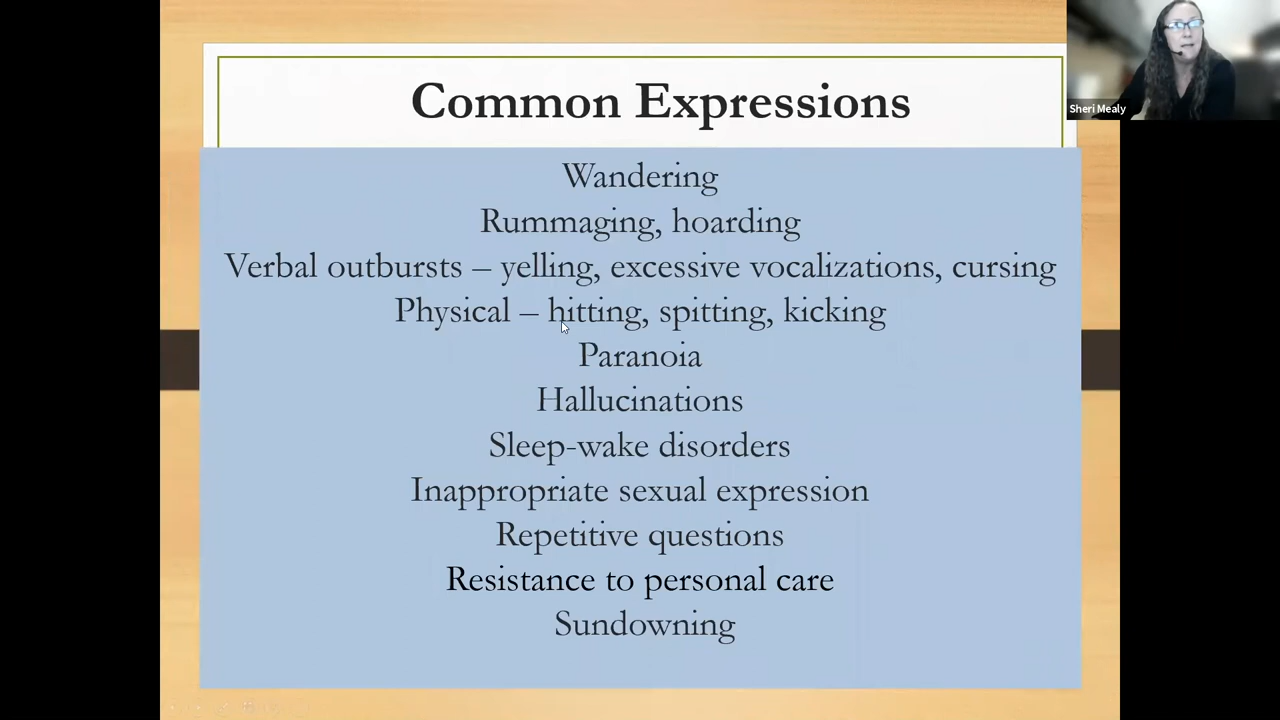 Common Expressions
Sheri Mealy
Wandering
Rummaging, hoarding
Verbal outbursts – yelling, excessive vocalizations, cursing
Physical – hitting, spitting, kicking
Paranoia
Hallucinations
Sleep-wake disorders
Inappropriate sexual expression
Repetitive questions
Resistance to personal care
Sundowning